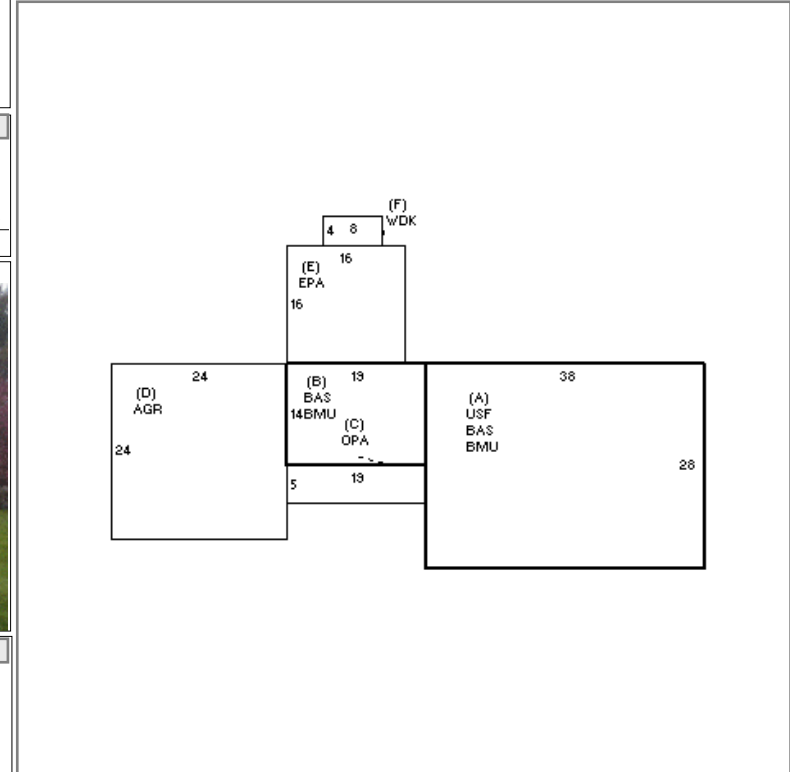 (F)
WDK
4 8
16
(E)
EPA
16
24
(D)
AGR
24
19
(B)
BAS
14BMU
(C)
OPA
19
5
38
(A)
USF
BAS
BMU
28